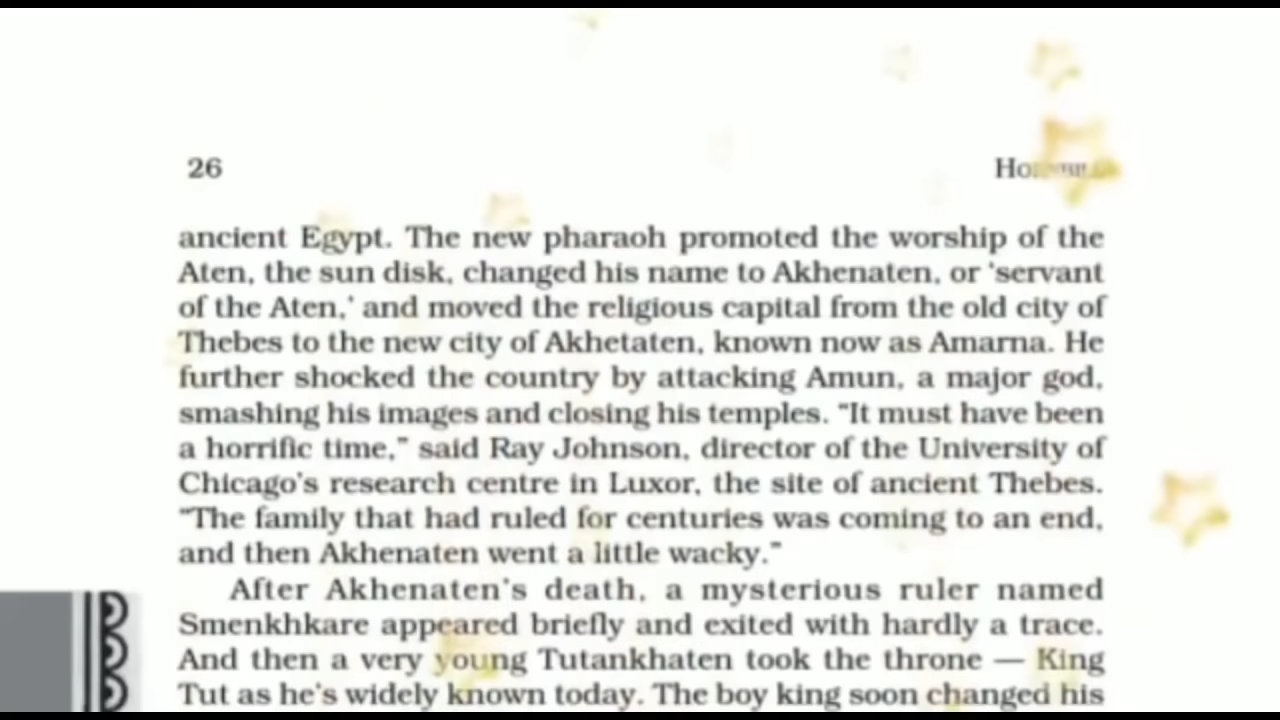 26
ancient Egypt. The new pharaoh promoted the worship of the
Aten, the sun disk, changed his name to Akhenaten, or 'servant
of the Aten,' and moved the religious capital from the old city of
Thebes to the new city of Akhetaten, known now as Amarna. He
further shocked the country by attacking Amun, a major god,
smashing his images and closing his temples. "It must have been
a horrific time," said Ray Johnson, director of the University of
Chicago's research centre in Luxor, the site of ancient Thebes.
"The family that had ruled for centuries was coming to an end,
and then Akhenaten went a little wacky."
After Akhenaten's death, a mysterious ruler named
Smenkhkare appeared briefly and exited with hardly a trace.
And then a very young Tutankhaten took the throne — King
Tut as he's widely known today. The boy king soon changed his